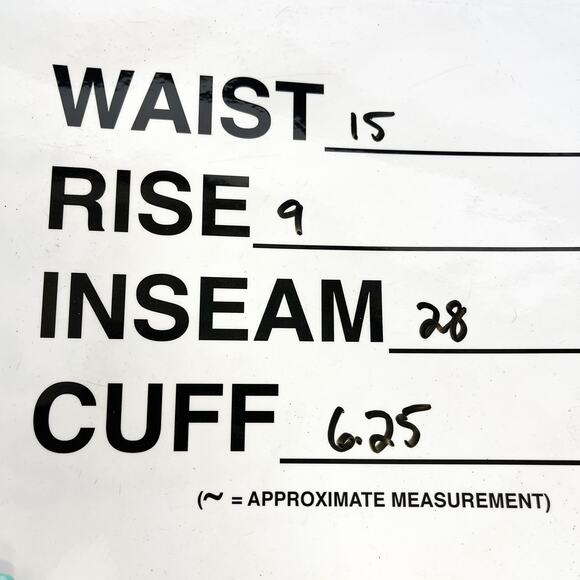 WAIST 15
RISE 9
INSEAM 28
CUFF 6.25
(~ = APPROXIMATE MEASUREMENT)